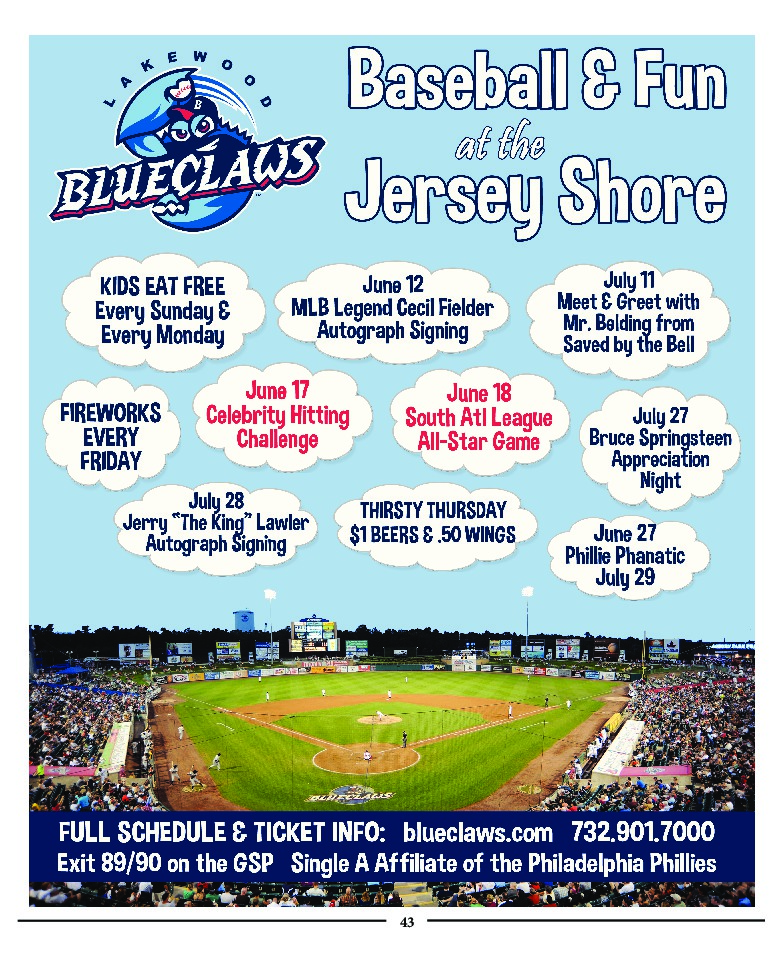 LAKEWOOD
B
BLUECLAWS
Baseball & Fun
at the
Jersey Shore
KIDS EAT FREE
Every Sunday &
Every Monday
June 12
MLB Legend Cecil Fielder
Autograph Signing
July 11
Meet & Greet with
Mr. Belding from
Saved by the Bell
FIREWORKS
EVERY
FRIDAY
June 17
Celebrity Hitting
Challenge
June 18
South Atl League
All-Star Game
July 27
Bruce Springsteen
Appreciation
Night
July 28
Jerry "The King" Lawler
Autograph Signing
THIRSTY THURSDAY
$1 BEERS & .50 WINGS
June 27
Phillie Phanatic
July 29
BLUECLAWS
FULL SCHEDULE & TICKET INFO: blueclaws.com 732.901.7000
Exit 89/90 on the GSP Single A Affiliate of the Philadelphia Phillies
43